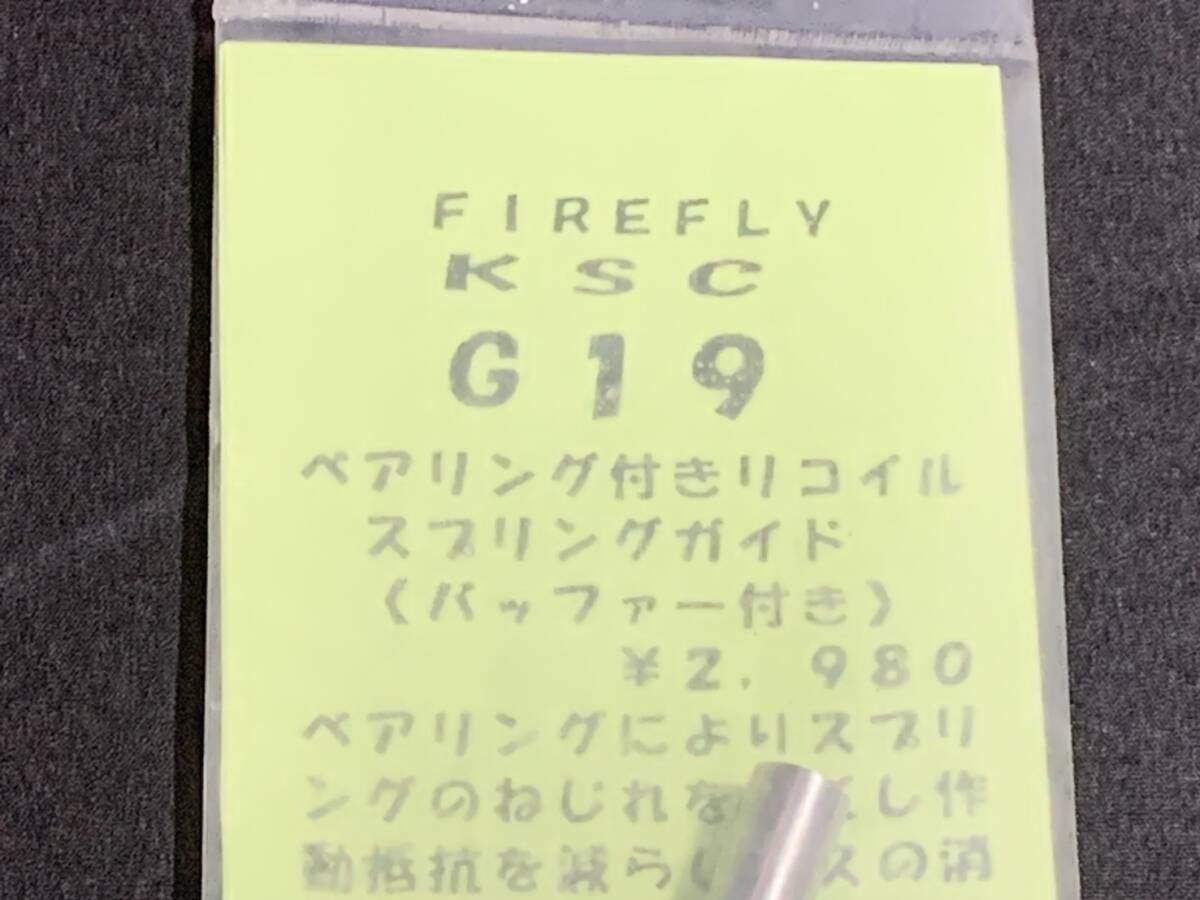 FIREFLY
KSC
G19
ベアリング付きリコイル
スプリングガイド
(バッファー付き)
¥2.980
ベアリングによりスプリ
ングのねじれをし作
動抵抗を減らしスの消